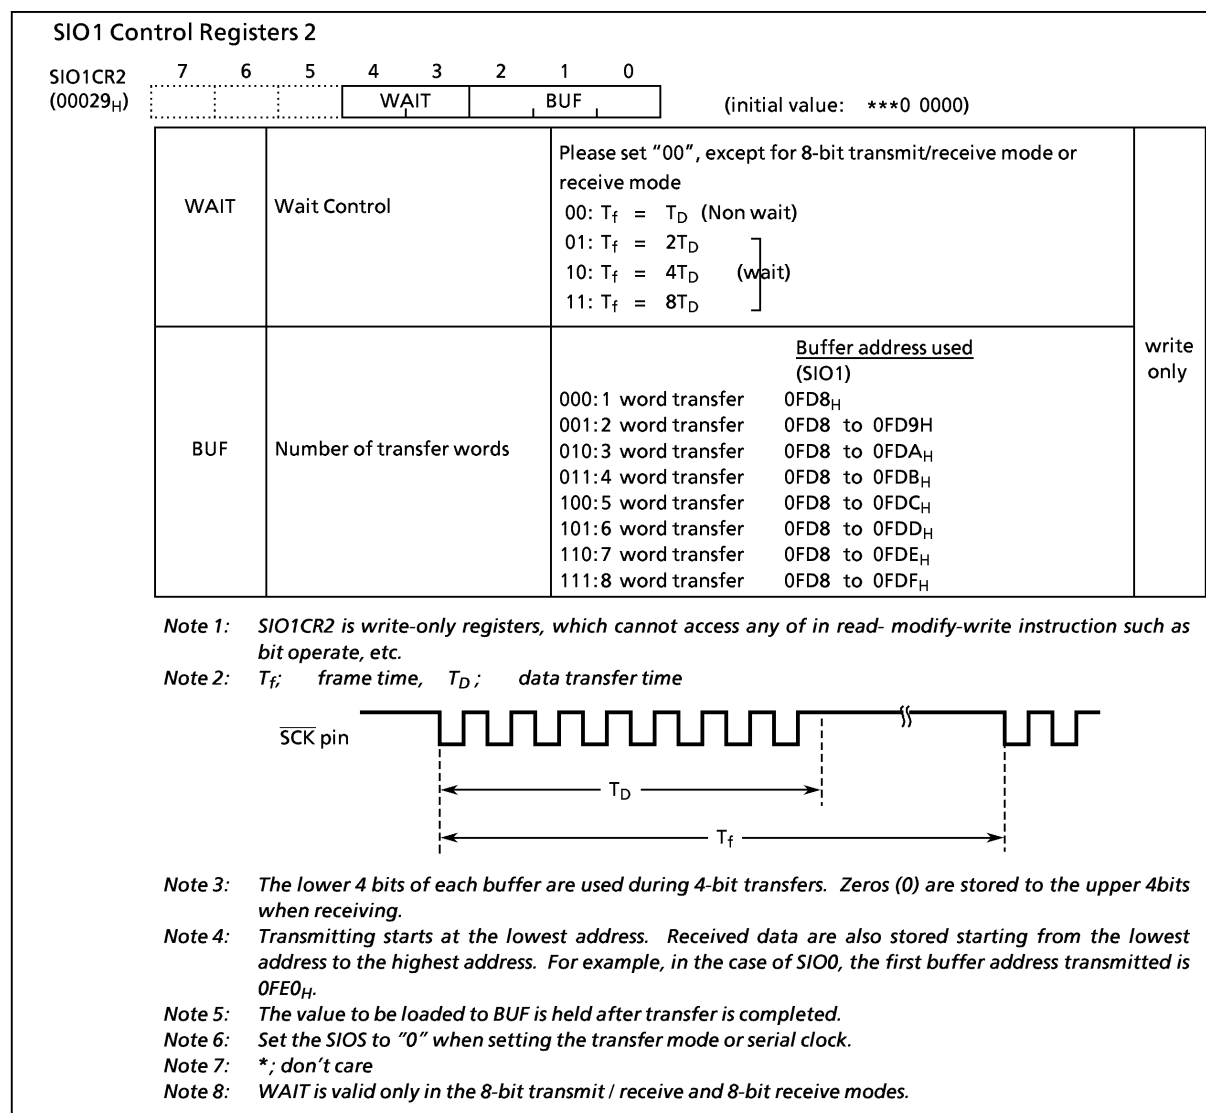 SIO1 Control Registers 2
7 6 5 4 3 2 1 0
SIO1CR2
(00029H)
WAIT BUF
(initial value: ***0 0000)
Please set "00", except for 8-bit transmit/receive mode or
receive mode
WAIT Wait Control
00: Tf = TD (Non wait)
01: Tf = 2TD
10: Tf = 4TD (wait)
11: Tf = 8TD
write
only
Buffer address used
(SIO1)
BUF Number of transfer words
000:1 word transfer 0FD8H
001:2 word transfer 0FD8 to 0FD9H
010:3 word transfer 0FD8 to 0FDAH
011:4 word transfer 0FD8 to 0FDBH
100:5 word transfer 0FD8 to 0FDCH
101:6 word transfer 0FD8 to 0FDDH
110:7 word transfer 0FD8 to 0FDEH
111:8 word transfer 0FD8 to 0FDFH
Note 1: SIO1CR2 is write-only registers, which cannot access any of in read- modify-write instruction such as
bit operate, etc.
Note 2: Tf; frame time, TD ; data transfer time
SCK pin
TD
Tf
Note 3: The lower 4 bits of each buffer are used during 4-bit transfers. Zeros (0) are stored to the upper 4bits
when receiving.
Note 4: Transmitting starts at the lowest address. Received data are also stored starting from the lowest
address to the highest address. For example, in the case of SIO0, the first buffer address transmitted is
0FE0H.
Note 5: The value to be loaded to BUF is held after transfer is completed.
Note 6: Set the SIOS to "0" when setting the transfer mode or serial clock.
Note 7: *; don't care
Note 8: WAIT is valid only in the 8-bit transmit / receive and 8-bit receive modes.